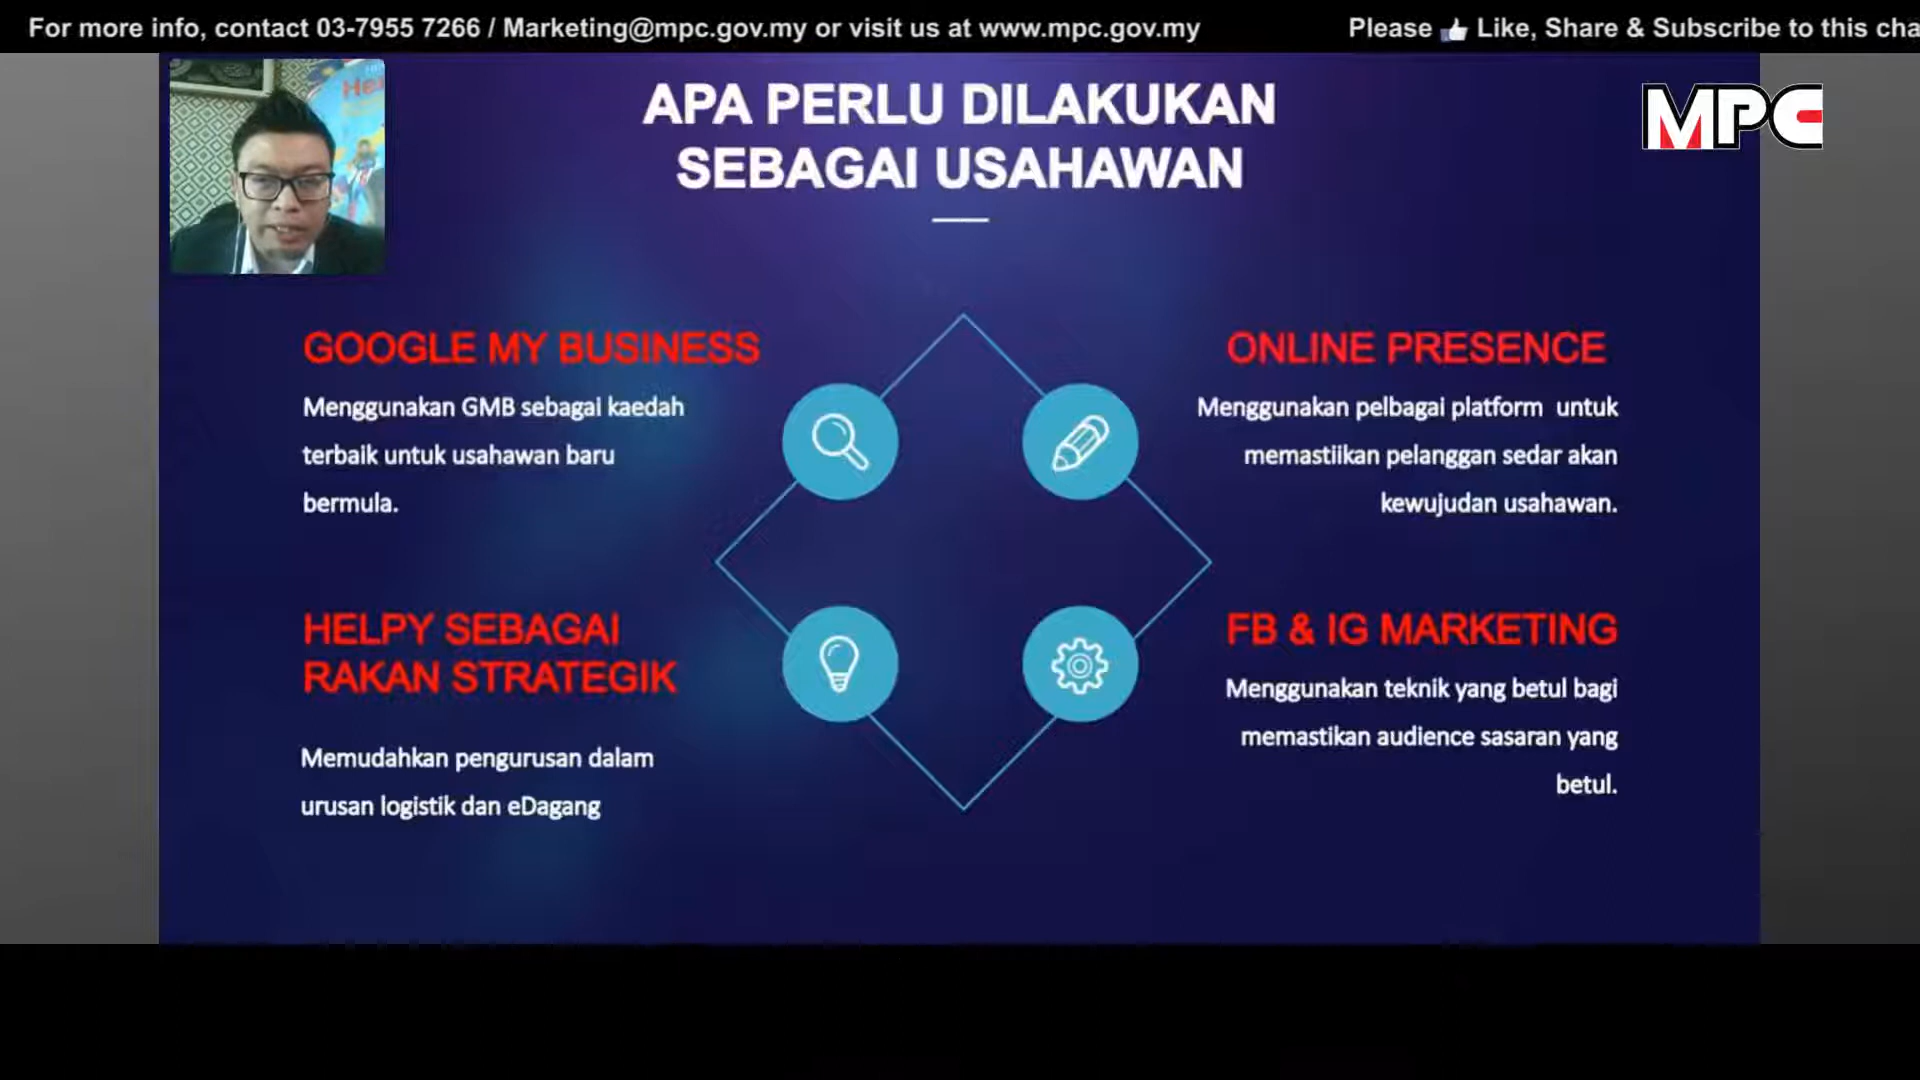 For more info, contact 03-7955 7266 / Marketing@mpc.gov.my or visit us at www.mpc.gov.my
Please 👍 Like, Share & Subscribe to this cha
MPC
APA PERLU DILAKUKAN
SEBAGAI USAHAWAN
GOOGLE MY BUSINESS
Menggunakan GMB sebagai kaedah
terbaik untuk usahawan baru
bermula.
ONLINE PRESENCE
Menggunakan pelbagai platform untuk
memastiikan pelanggan sedar akan
kewujudan usahawan.
HELPY SEBAGAI
RAKAN STRATEGIK
Memudahkan pengurusan dalam
urusan logistik dan eDagang
FB & IG MARKETING
Menggunakan teknik yang betul bagi
memastikan audience sasaran yang
betul.